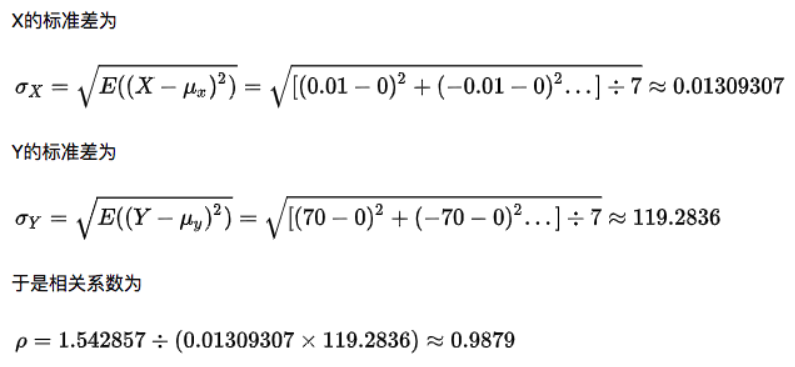 X的标准差为
σ_X = √E((X − μ_x)²) = √[(0.01 − 0)² + (−0.01 − 0)²…] ÷ 7 ≈ 0.01309307
Y的标准差为
σ_Y = √E((Y − μ_y)²) = √[(70 − 0)² + (−70 − 0)²…] ÷ 7 ≈ 119.2836
于是相关系数为
ρ = 1.542857 ÷ (0.01309307 × 119.2836) ≈ 0.9879